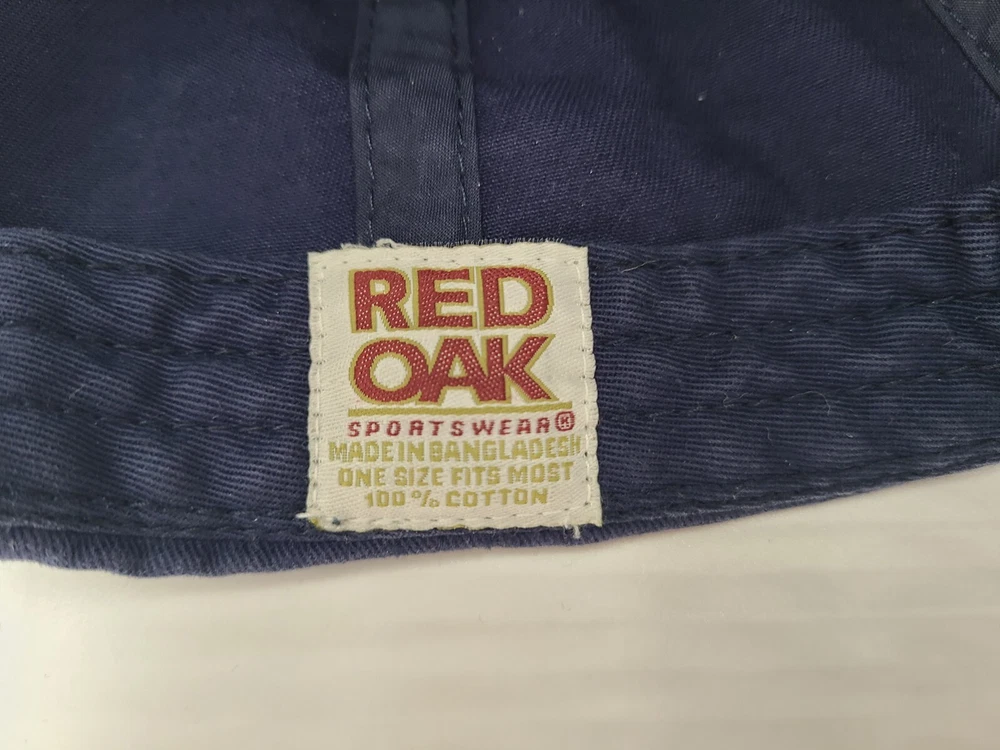 RED
OAK
SPORTSWEAR®
MADE IN BANGLADESH
ONE SIZE FITS MOST
100% COTTON